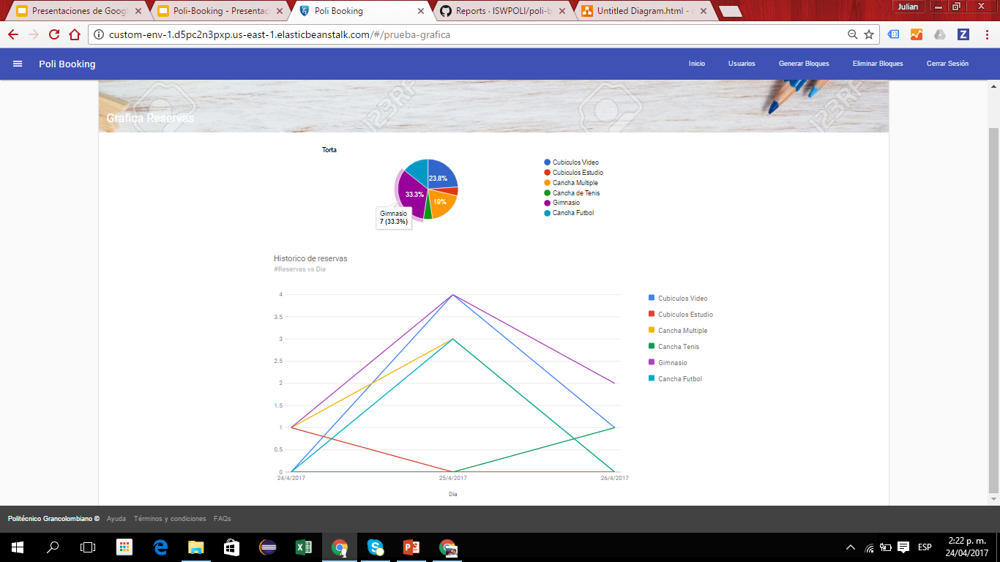 Presentaciones de Googl
Poli-Booking - Presentac
Poli Booking
Reports · ISWPOLI/poli-b
Untitled Diagram.html - 
Julian
custom-env-1.d5pc2n3pxp.us-east-1.elasticbeanstalk.com/#/prueba-grafica
Poli Booking
Inicio
Usuarios
Generar Bloques
Eliminar Bloques
Cerrar Sesión
123RF
123RF
Grafica Reservas
Torta
23.8%
33.3%
19%
Gimnasio
7 (33.3%)
Cubiculos Video
Cubiculos Estudio
Cancha Multiple
Cancha de Tenis
Gimnasio
Cancha Futbol
Historico de reservas
#Reservas vs Dia
4
3.5
3
2.5
2
1.5
1
0.5
0
24/4/2017
25/4/2017
26/4/2017
Dia
Cubiculos Video
Cubiculos Estudio
Cancha Multiple
Cancha Tenis
Gimnasio
Cancha Futbol
Politécnico Grancolombiano ©
Ayuda
Términos y condiciones
FAQs
ESP
2:22 p. m.
24/04/2017